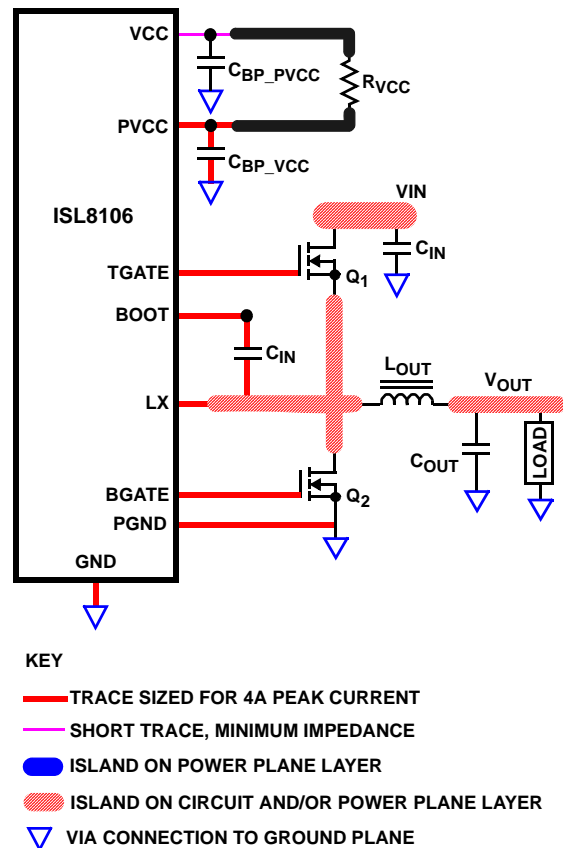 VCC
CBP_PVCC
RVCC
PVCC
CBP_VCC
ISL8106
VIN
CIN
TGATE
Q1
BOOT
CIN
LOUT
VOUT
LX
COUT
LOAD
BGATE
Q2
PGND
GND
KEY
TRACE SIZED FOR 4A PEAK CURRENT
SHORT TRACE, MINIMUM IMPEDANCE
ISLAND ON POWER PLANE LAYER
ISLAND ON CIRCUIT AND/OR POWER PLANE LAYER
VIA CONNECTION TO GROUND PLANE